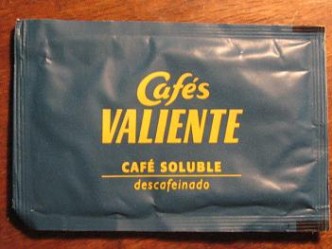 Cafés
VALIENTE
CAFÉ SOLUBLE
descafeinado